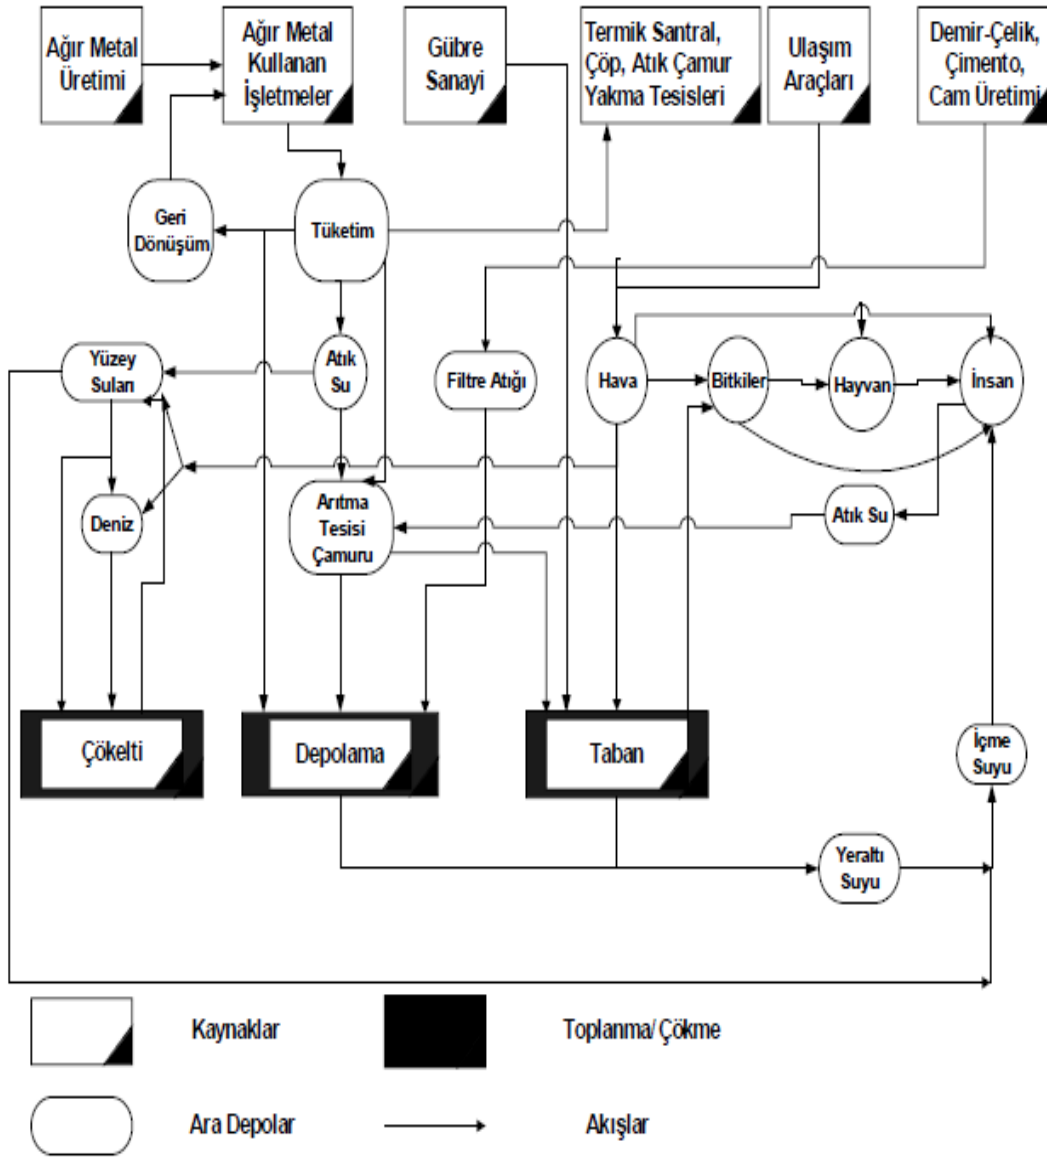 Ağır Metal
Üretimi
Ağır Metal
Kullanan
İşletmeler
Gübre
Sanayi
Termik Santral,
Çöp, Atık Çamur
Yakma Tesisleri
Ulaşım
Araçları
Demir-Çelik,
Çimento,
Cam Üretimi
Geri
Dönüşüm
Tüketim
Yüzey
Suları
Atık
Su
Filtre Atığı
Hava
Bitkiler
Hayvan
İnsan
Deniz
Arıtma
Tesisi
Çamuru
Atık Su
Çökelti
Depolama
Taban
İçme
Suyu
Yeraltı
Suyu
Kaynaklar
Toplanma/ Çökme
Ara Depolar
Akışlar